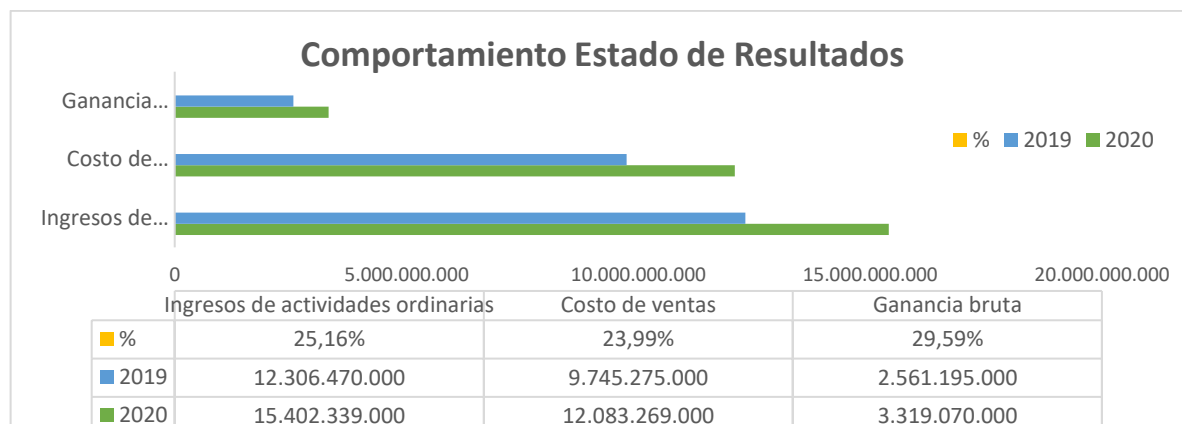 Comportamiento Estado de Resultados
Ganancia...
Costo de...
Ingresos de...
% 2019 2020
0 5.000.000.000 10.000.000.000 15.000.000.000 20.000.000.000
Ingresos de actividades ordinarias Costo de ventas Ganancia bruta
% 25,16% 23,99% 29,59%
2019 12.306.470.000 9.745.275.000 2.561.195.000
2020 15.402.339.000 12.083.269.000 3.319.070.000